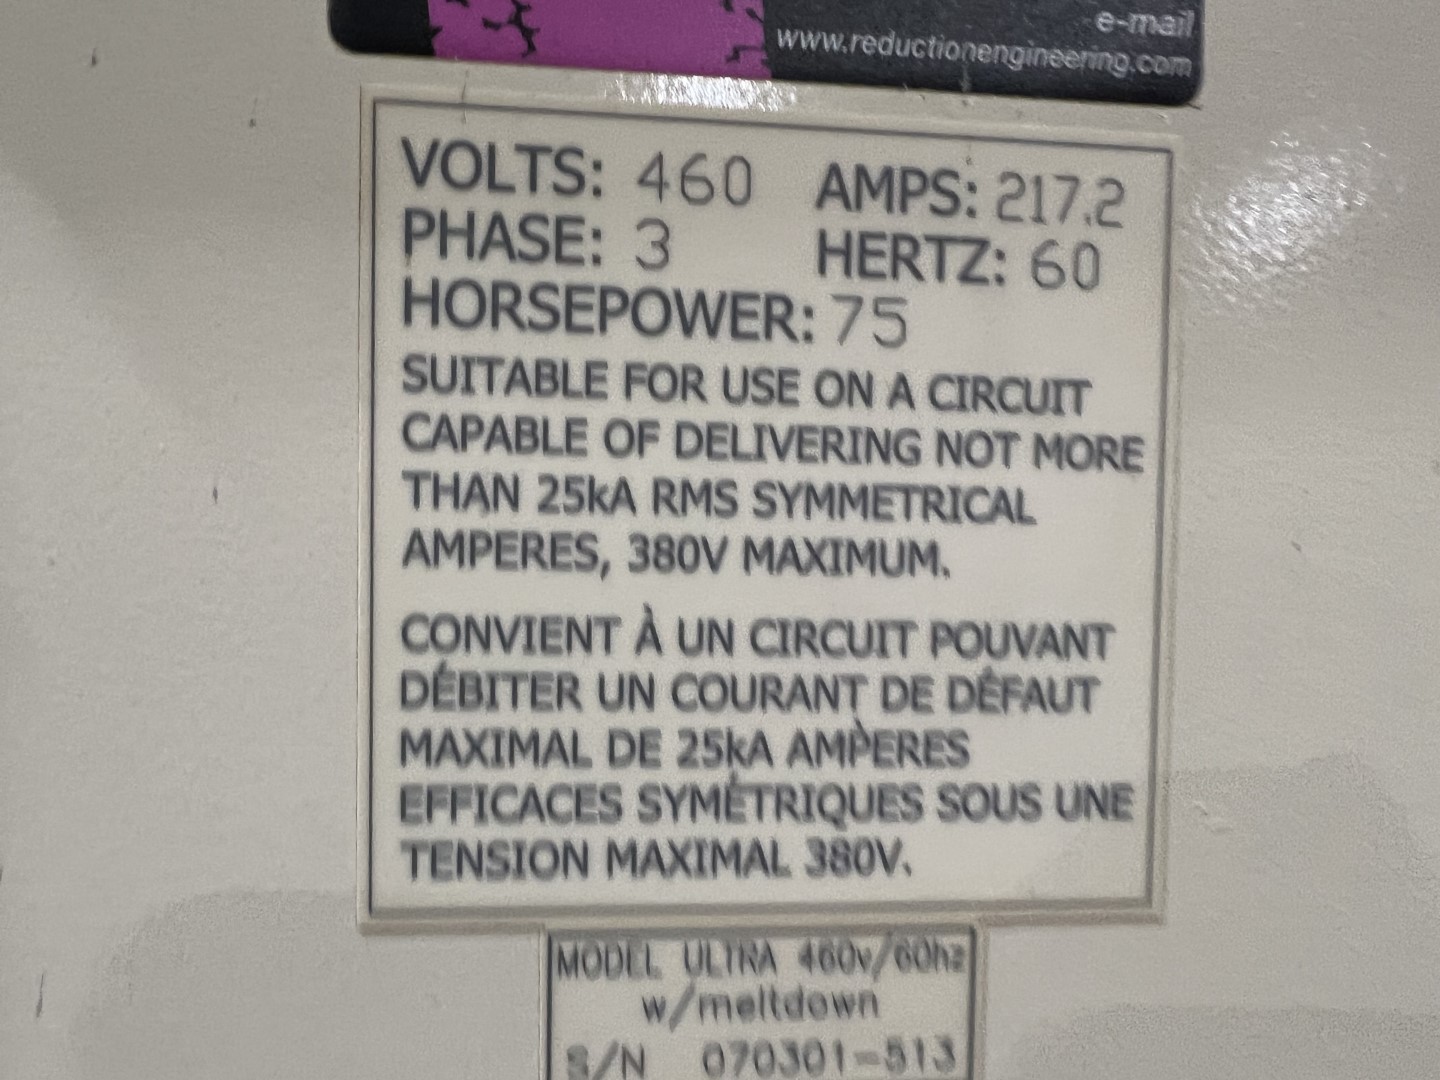 e-mail
www.reductionengineering.com
VOLTS: 460 AMPS: 217.2
PHASE: 3 HERTZ: 60
HORSEPOWER: 75
SUITABLE FOR USE ON A CIRCUIT
CAPABLE OF DELIVERING NOT MORE
THAN 25kA RMS SYMMETRICAL
AMPERES, 380V MAXIMUM.
CONVIENT À UN CIRCUIT POUVANT
DÉBITER UN COURANT DE DÉFAUT
MAXIMAL DE 25kA AMPÈRES
EFFICACES SYMÉTRIQUES SOUS UNE
TENSION MAXIMAL 380V.
MODEL ULTRA 460v/60hz
w/meltdown
S/N 070301-513